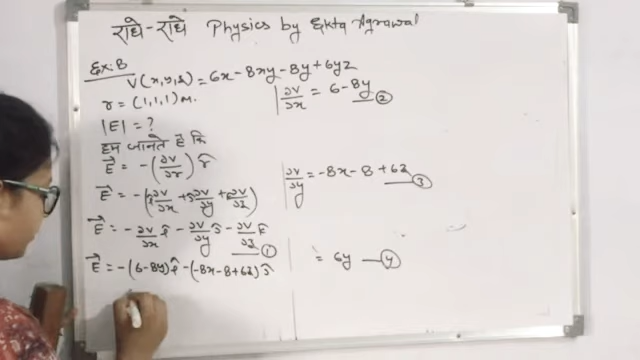 राधे-राधे Physics by Ekta Agrawal
Ex:8
V(x,y,z) = 6x - 8xy - 8y + 6yz
r = (1,1,1) m.
|E| = ?
हम जानते हैं कि
E⃗ = -(∂V/∂r) r̂
E⃗ = -(î ∂V/∂x + ĵ ∂V/∂y + k̂ ∂V/∂z)
E⃗ = - ∂V/∂x î - ∂V/∂y ĵ - ∂V/∂z k̂ —①
E⃗ = -(6-8y) î - (-8x-8+6z) ĵ
∂V/∂x = 6-8y —②
∂V/∂y = -8x-8+6z —③
= 6y —④